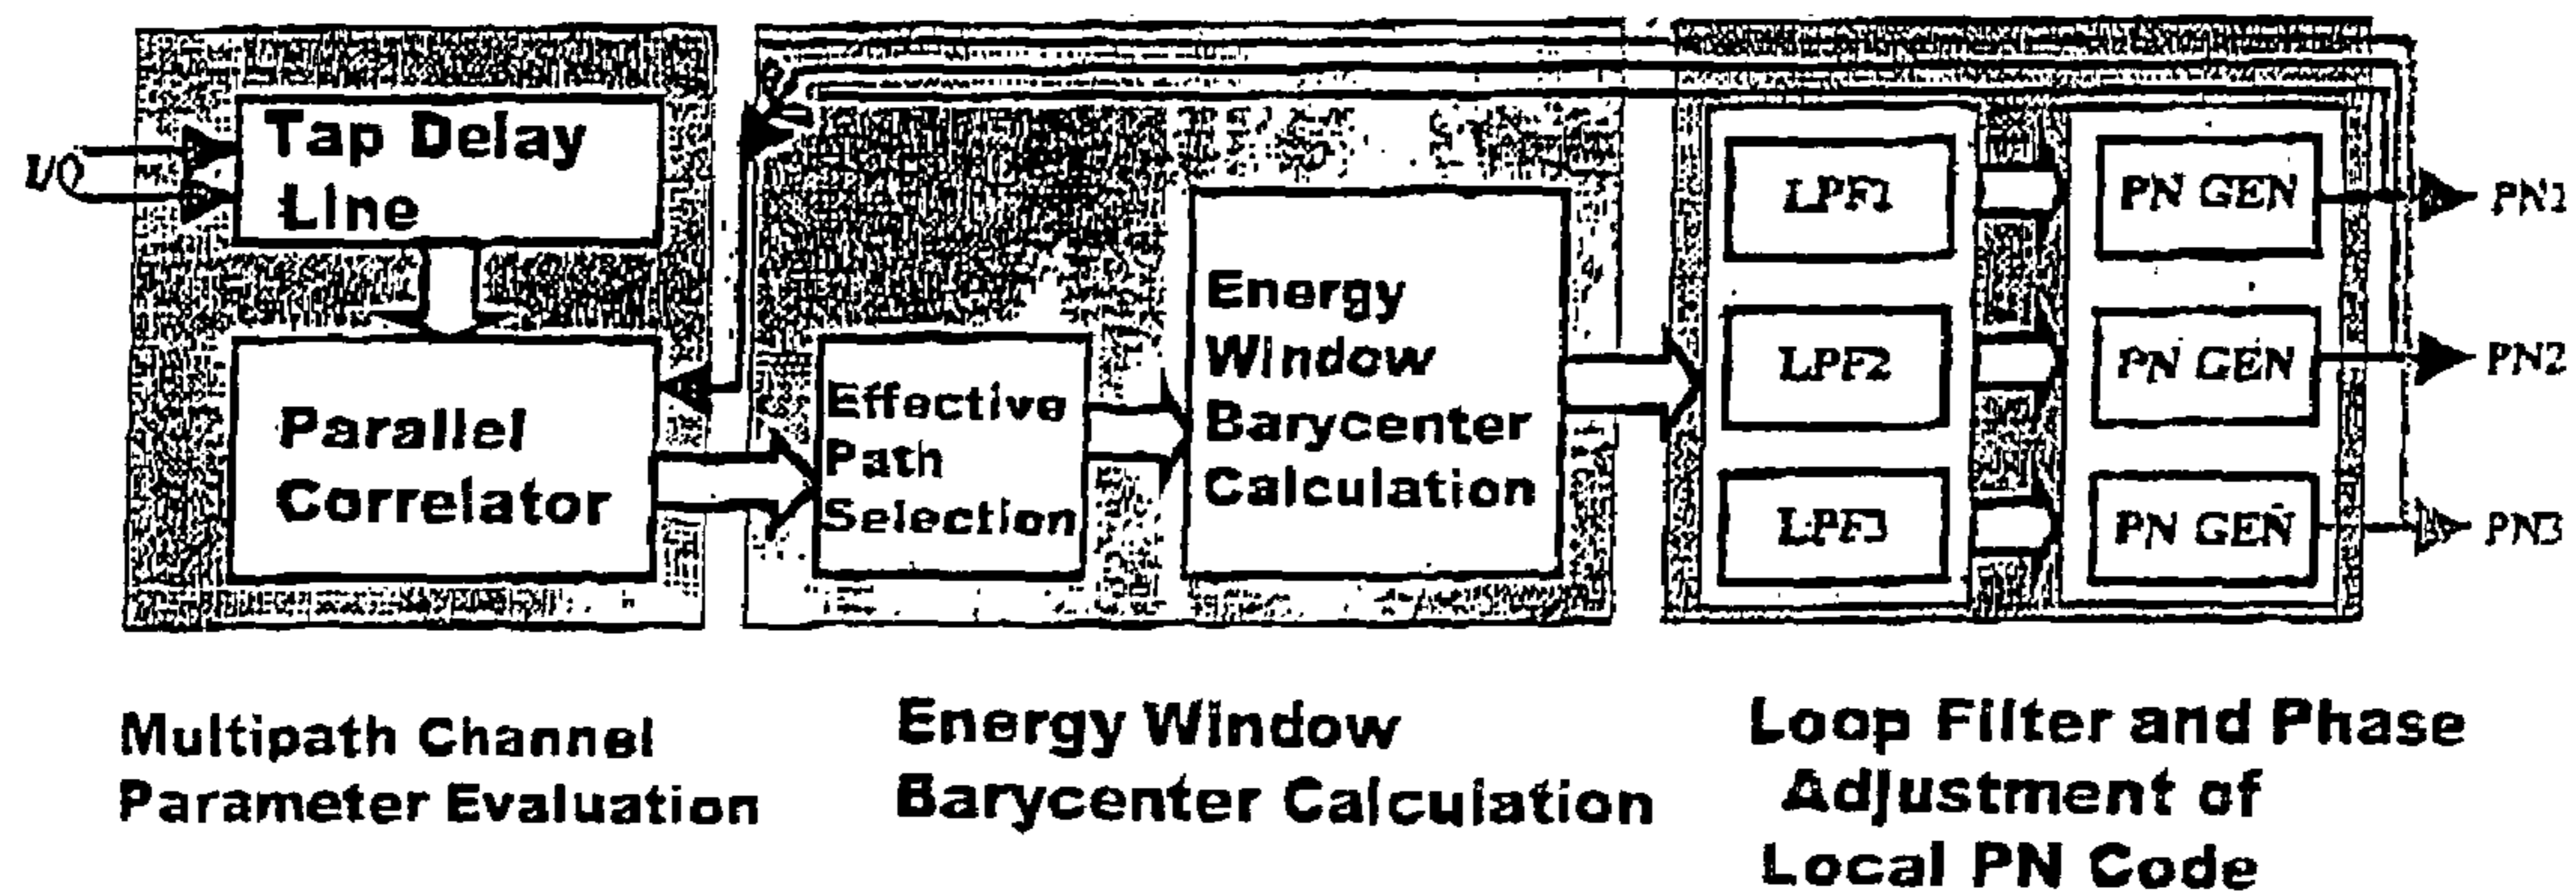 I/Q
Tap Delay
Line
Parallel
Correlator
Effective
Path
Selection
Energy
Window
Barycenter
Calculation
LPF1
LPF2
LPF3
PN GEN
PN GEN
PN GEN
PN1
PN2
PN3
Multipath Channel
Parameter Evaluation
Energy Window
Barycenter Calculation
Loop Filter and Phase
Adjustment of
Local PN Code